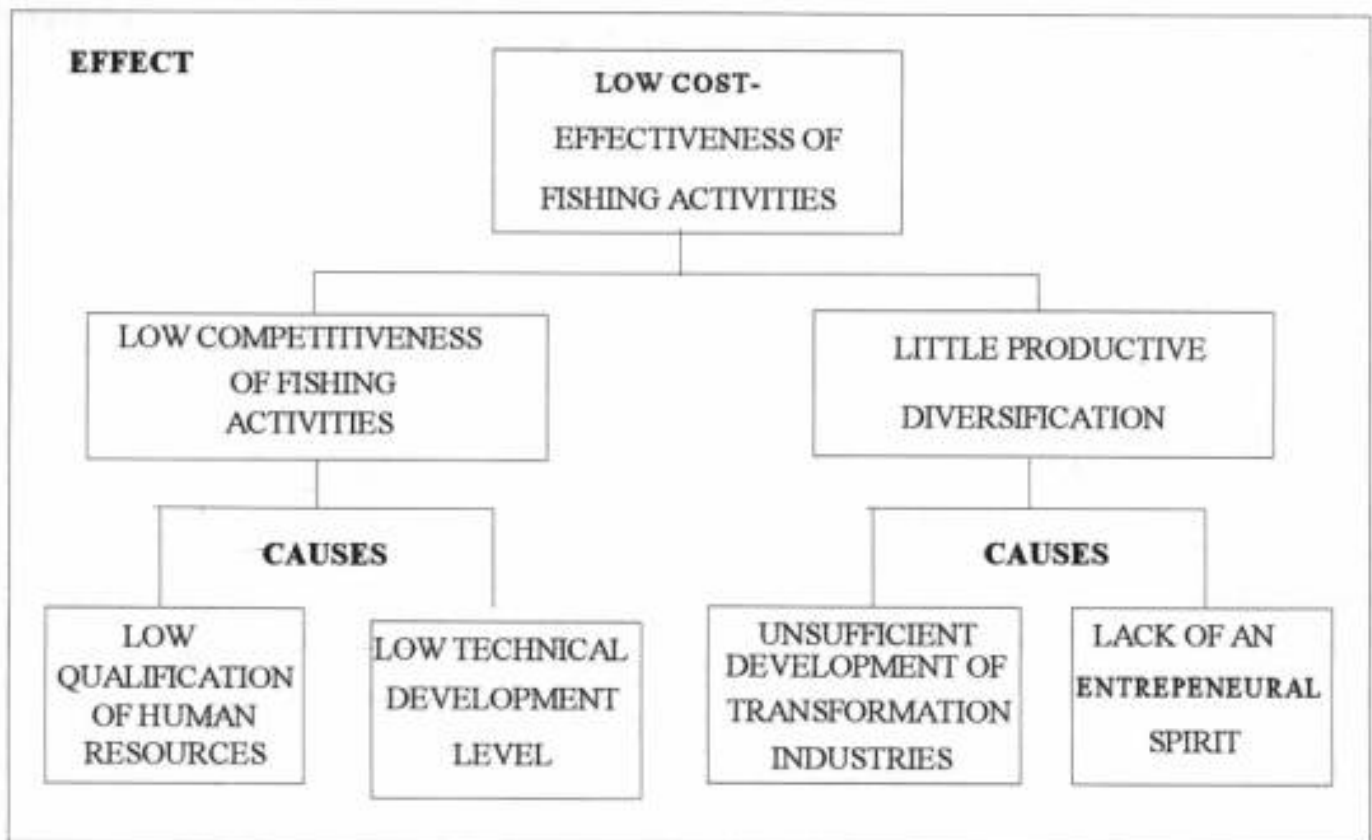 EFFECT
LOW COST-
EFFECTIVENESS OF
FISHING ACTIVITIES
LOW COMPETITIVENESS
OF FISHING
ACTIVITIES
LITTLE PRODUCTIVE
DIVERSIFICATION
CAUSES
CAUSES
LOW
QUALIFICATION
OF HUMAN
RESOURCES
LOW TECHNICAL
DEVELOPMENT
LEVEL
UNSUFFICIENT
DEVELOPMENT OF
TRANSFORMATION
INDUSTRIES
LACK OF AN
ENTREPENEURAL
SPIRIT